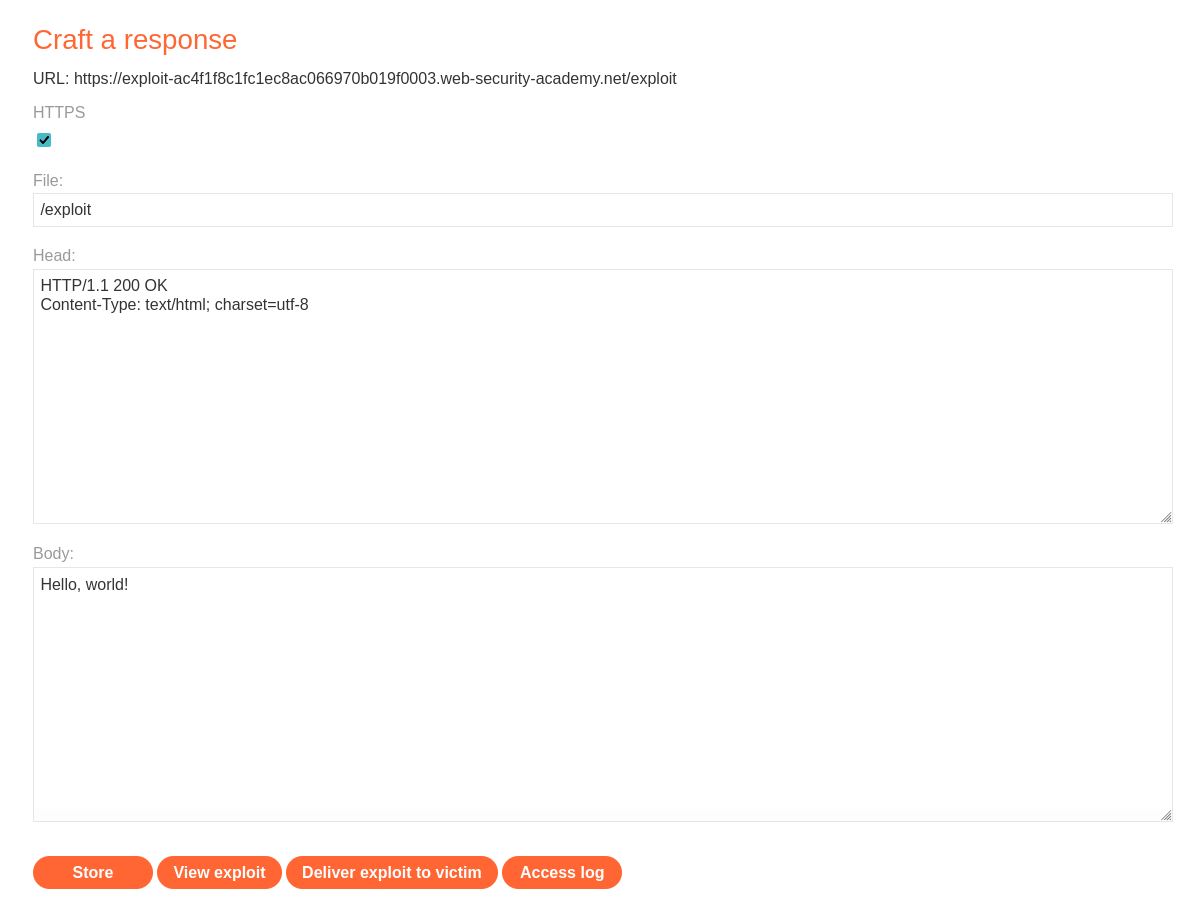 Craft a response
URL: https://exploit-ac4f1f8c1fc1ec8ac066970b019f0003.web-security-academy.net/exploit
HTTPS
File:
/exploit
Head:
HTTP/1.1 200 OK
Content-Type: text/html; charset=utf-8
Body:
Hello, world!
Store View exploit Deliver exploit to victim Access log